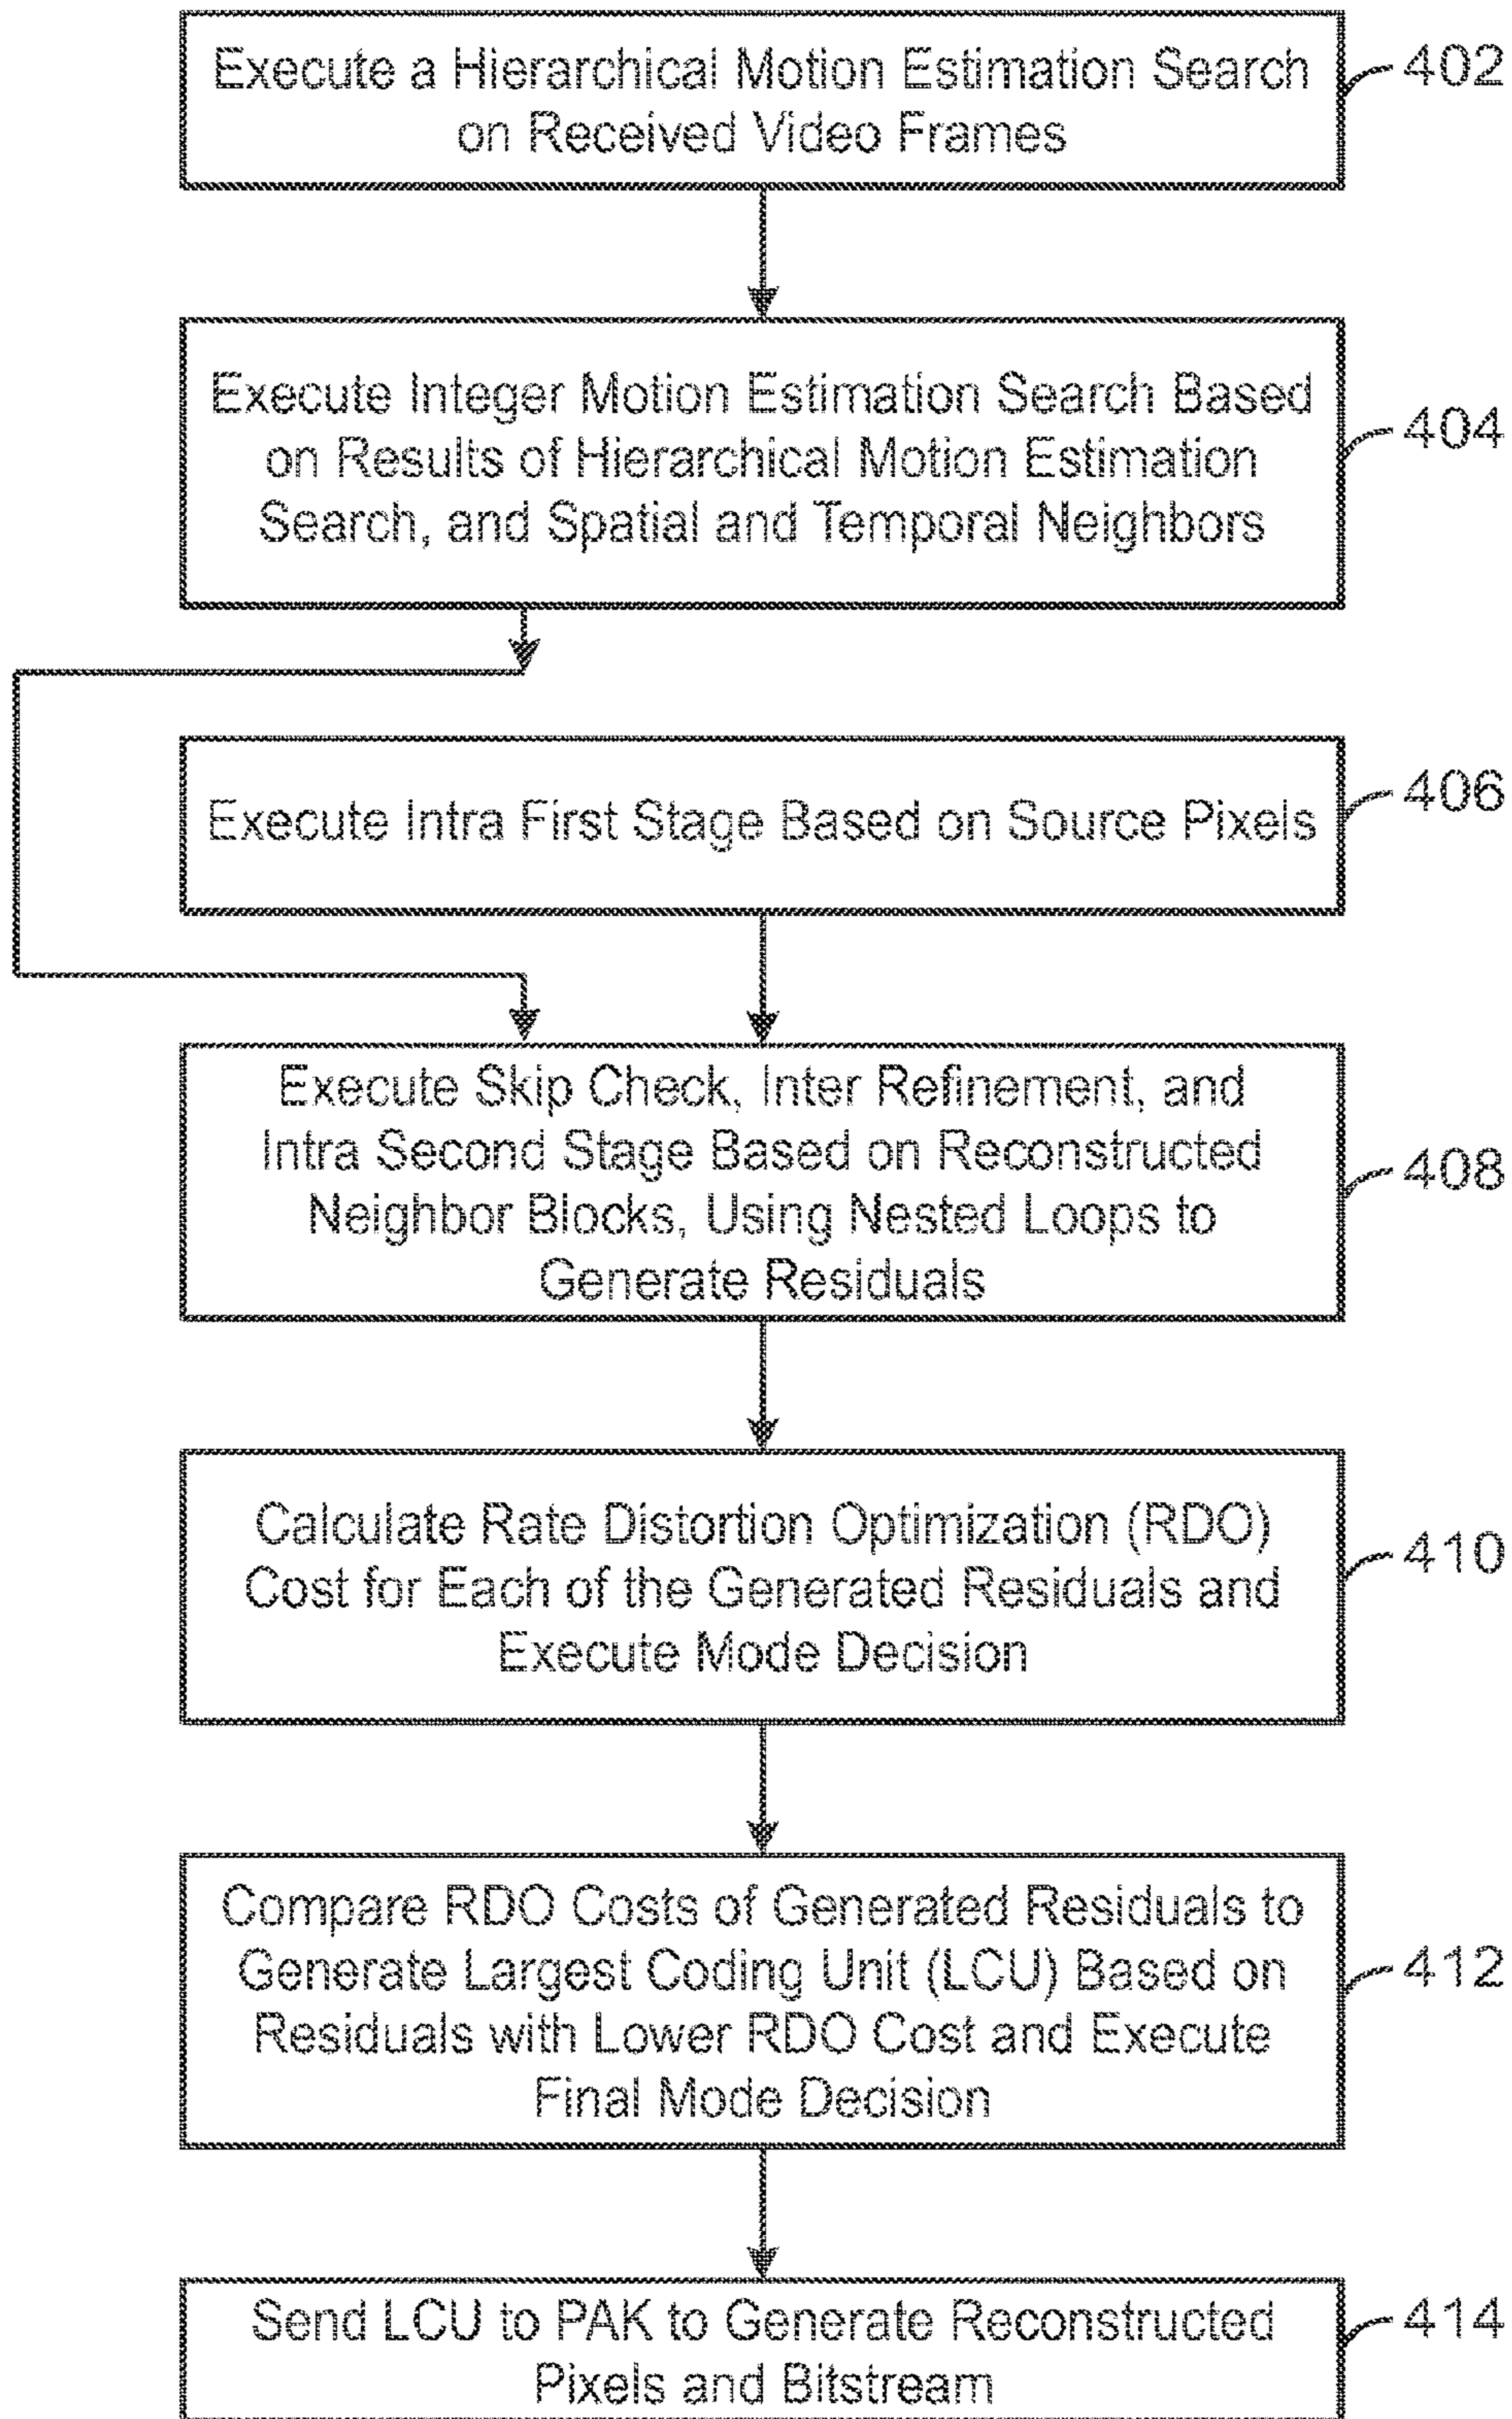 Execute a Hierarchical Motion Estimation Search
on Received Video Frames
402
Execute Integer Motion Estimation Search Based
on Results of Hierarchical Motion Estimation
Search, and Spatial and Temporal Neighbors
404
Execute Intra First Stage Based on Source Pixels
406
Execute Skip Check, Inter Refinement, and
Intra Second Stage Based on Reconstructed
Neighbor Blocks, Using Nested Loops to
Generate Residuals
408
Calculate Rate Distortion Optimization (RDO)
Cost for Each of the Generated Residuals and
Execute Mode Decision
410
Compare RDO Costs of Generated Residuals to
Generate Largest Coding Unit (LCU) Based on
Residuals with Lower RDO Cost and Execute
Final Mode Decision
412
Send LCU to PAK to Generate Reconstructed
Pixels and Bitstream
414